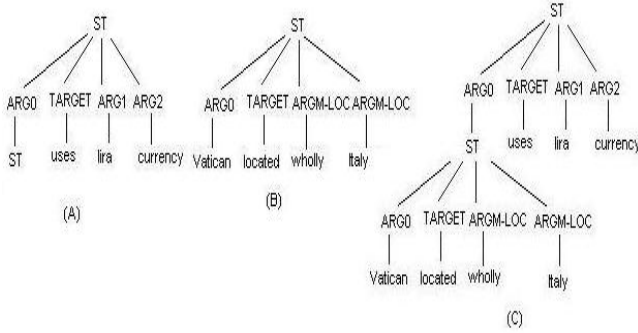 ST
ARG0 TARGET ARG1 ARG2
ST uses lira currency
(A)
ST
ARG0 TARGET ARGM-LOC ARGM-LOC
Vatican located wholly Italy
(B)
ST
ARG0 TARGET ARG1 ARG2
uses lira currency
ST
ARG0 TARGET ARGM-LOC ARGM-LOC
Vatican located wholly Italy
(C)